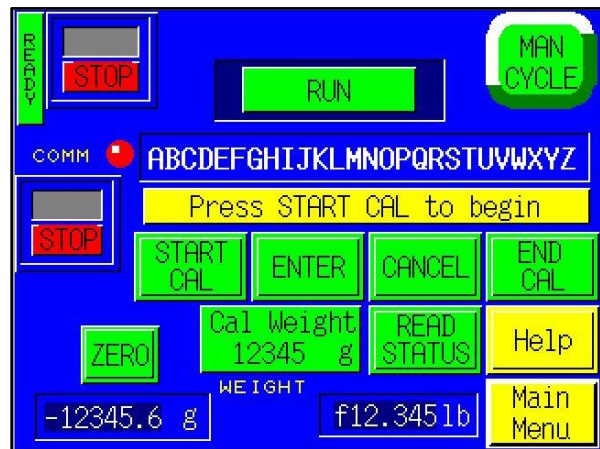 READY
STOP
RUN
MAN
CYCLE
COMM
ABCDEFGHIJKLMNOPQRSTUVWXYZ
Press START CAL to begin
STOP
START
CAL
ENTER
CANCEL
END
CAL
ZERO
Cal Weight
12345 g
READ
STATUS
Help
WEIGHT
-12345.6 g
f12.345lb
Main
Menu